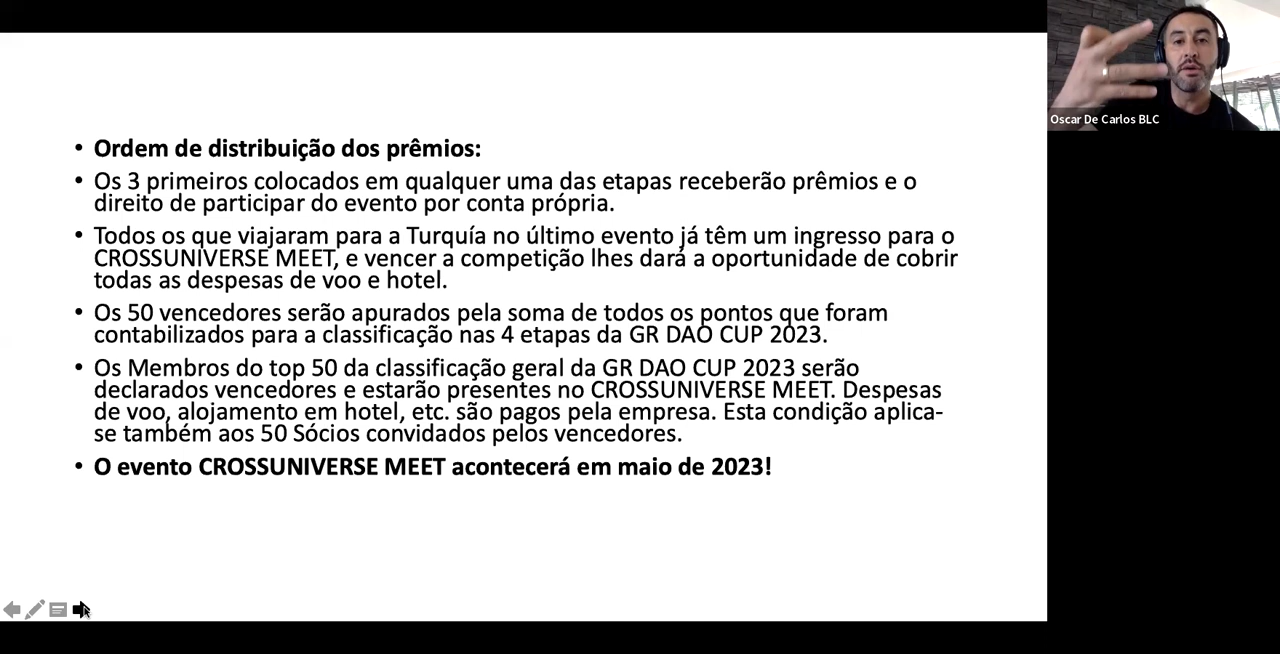 Ordem de distribuição dos prêmios:
Os 3 primeiros colocados em qualquer uma das etapas receberão prêmios e o
direito de participar do evento por conta própria.
Todos os que viajaram para a Turquía no último evento já têm um ingresso para o
CROSSUNIVERSE MEET, e vencer a competição lhes dará a oportunidade de cobrir
todas as despesas de voo e hotel.
Os 50 vencedores serão apurados pela soma de todos os pontos que foram
contabilizados para a classificação nas 4 etapas da GR DAO CUP 2023.
Os Membros do top 50 da classificação geral da GR DAO CUP 2023 serão
declarados vencedores e estarão presentes no CROSSUNIVERSE MEET. Despesas
de voo, alojamento em hotel, etc. são pagos pela empresa. Esta condição aplica-
se também aos 50 Sócios convidados pelos vencedores.
O evento CROSSUNIVERSE MEET acontecerá em maio de 2023!
Oscar De Carlos BLC